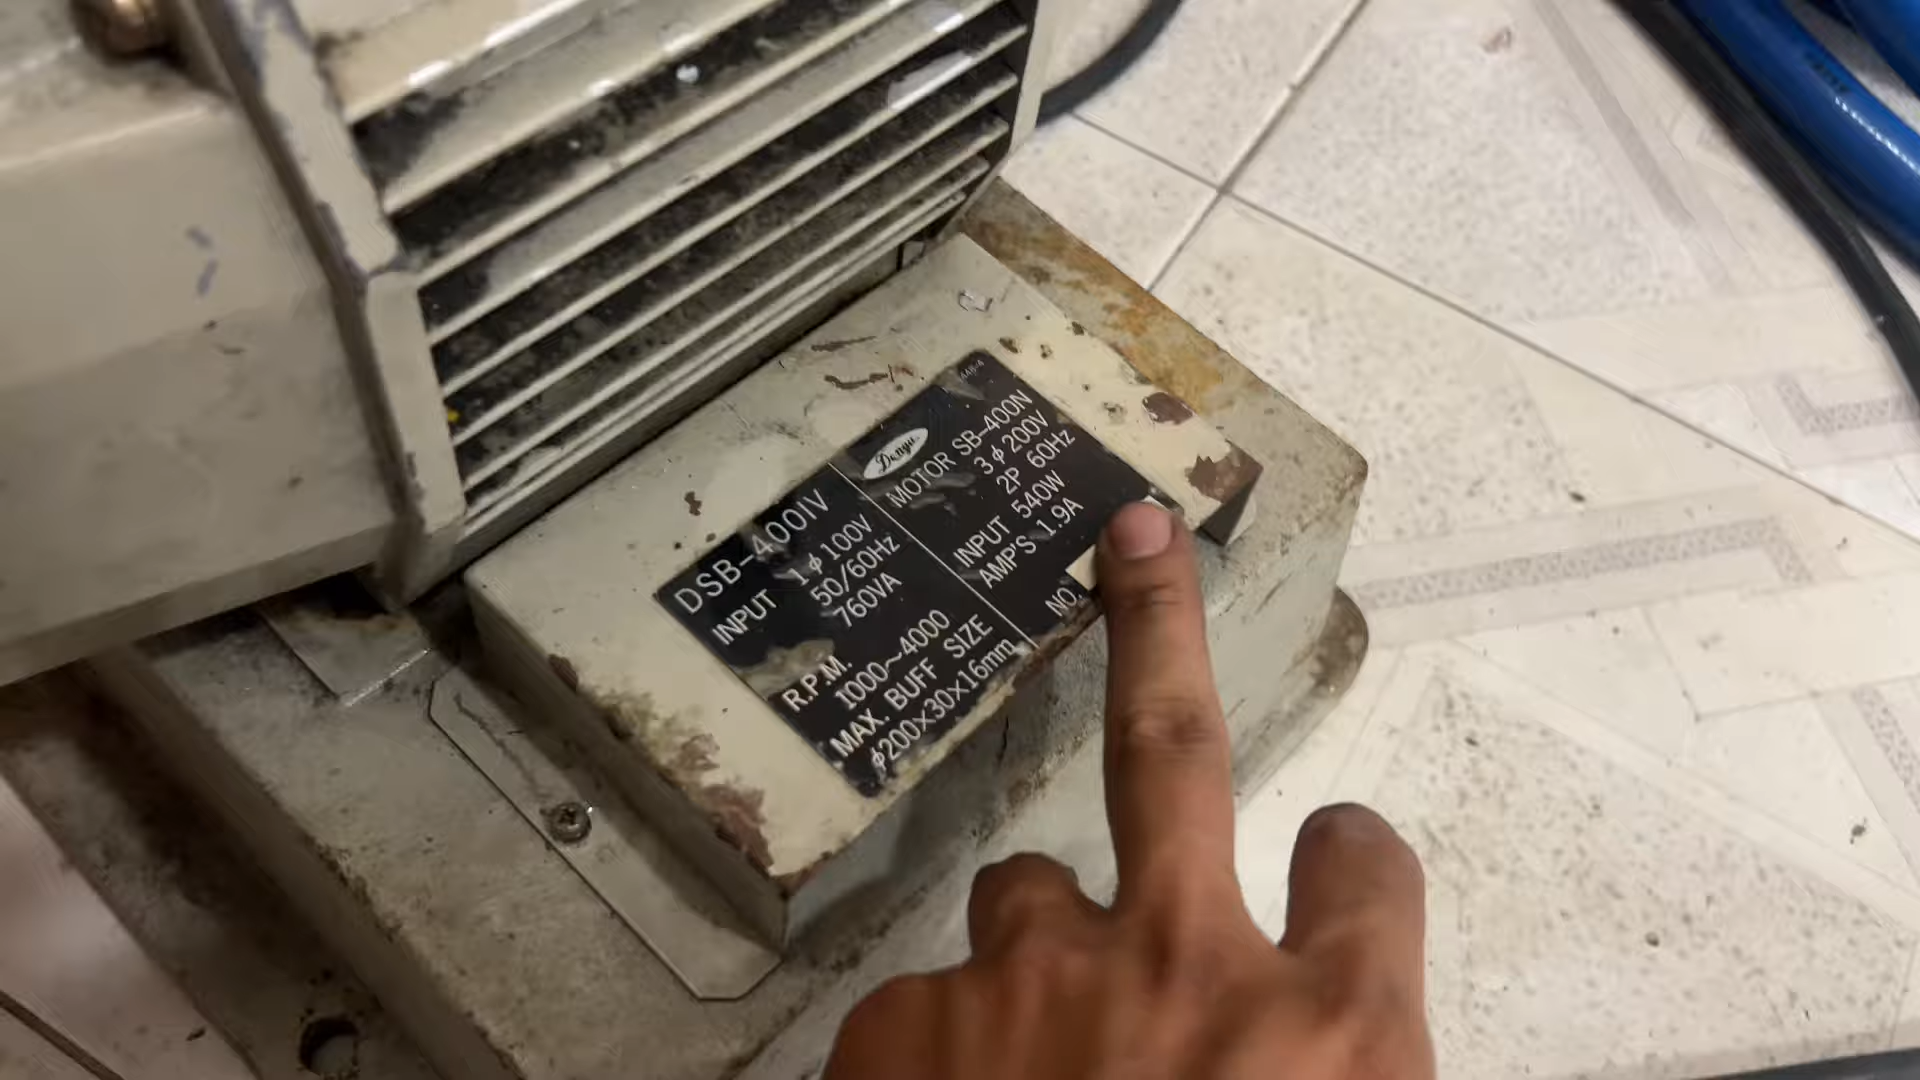 DSB-400IV
INPUT 1φ100V
50/60Hz
760VA
R.P.M.
1000~4000
MAX. BUFF SIZE
φ200×30×16mm
Denyu
MOTOR SB-400N
3φ200V
2P 60Hz
INPUT 540W
AMP'S 1.9A
NO.